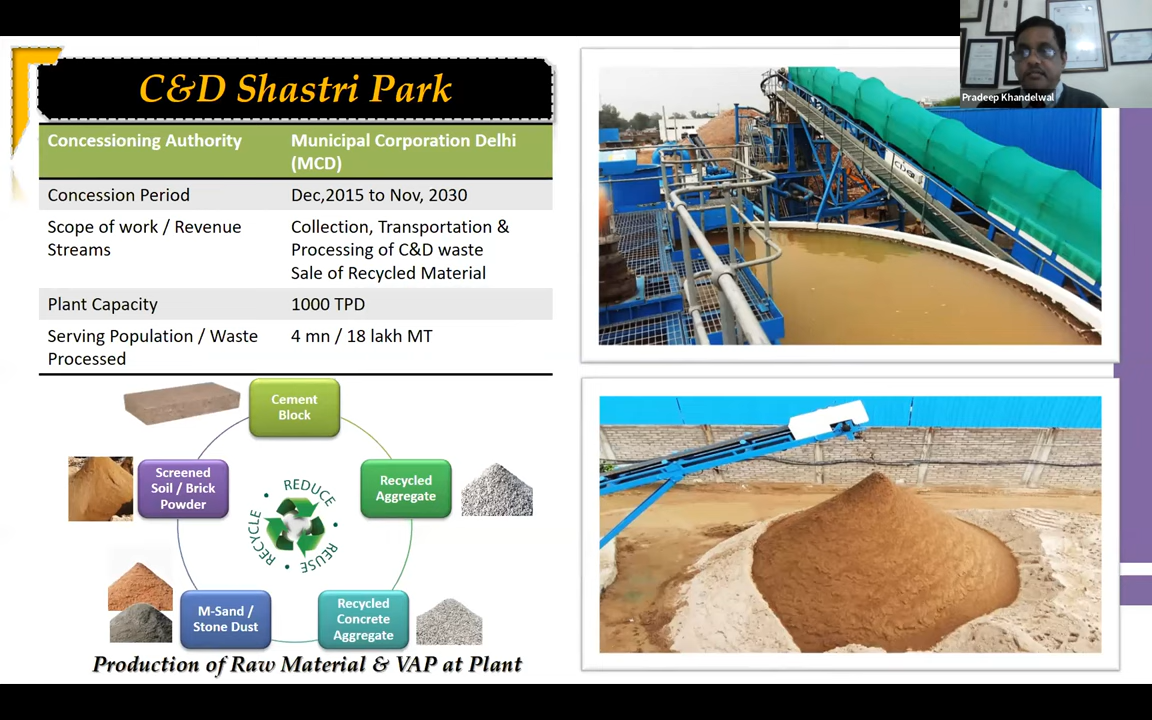 Pradeep Khandelwal
C&D Shastri Park
Concessioning Authority
Municipal Corporation Delhi
(MCD)
Concession Period
Dec,2015 to Nov, 2030
Scope of work / Revenue
Streams
Collection, Transportation &
Processing of C&D waste
Sale of Recycled Material
Plant Capacity
1000 TPD
Serving Population / Waste
Processed
4 mn / 18 lakh MT
Cement
Block
Screened
Soil / Brick
Powder
Recycled
Aggregate
REDUCE
REUSE
RECYCLE
M-Sand /
Stone Dust
Recycled
Concrete
Aggregate
Production of Raw Material & VAP at Plant